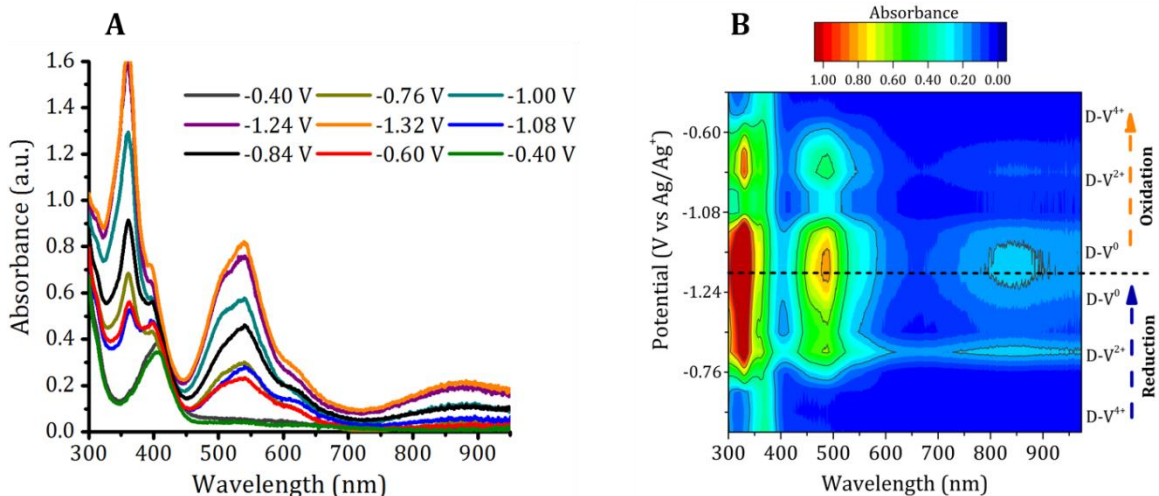 A
1.6
1.4
1.2
1.0
0.8
0.6
0.4
0.2
0.0
Absorbance (a.u.)
-0.40 V -0.76 V -1.00 V
-1.24 V -1.32 V -1.08 V
-0.84 V -0.60 V -0.40 V
300 400 500 600 700 800 900
Wavelength (nm)
B
Absorbance
1.00 0.80 0.60 0.40 0.20 0.00
Potential (V vs Ag/Ag⁺)
-0.60
-1.08
-1.24
-0.76
300 400 500 600 700 800 900
Wavelength (nm)
D-V⁴⁺
D-V²⁺
D-V⁰
D-V⁰
D-V²⁺
D-V⁴⁺
Oxidation
Reduction